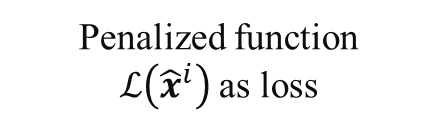 Penalized function
ℒ(x̂ⁱ) as loss